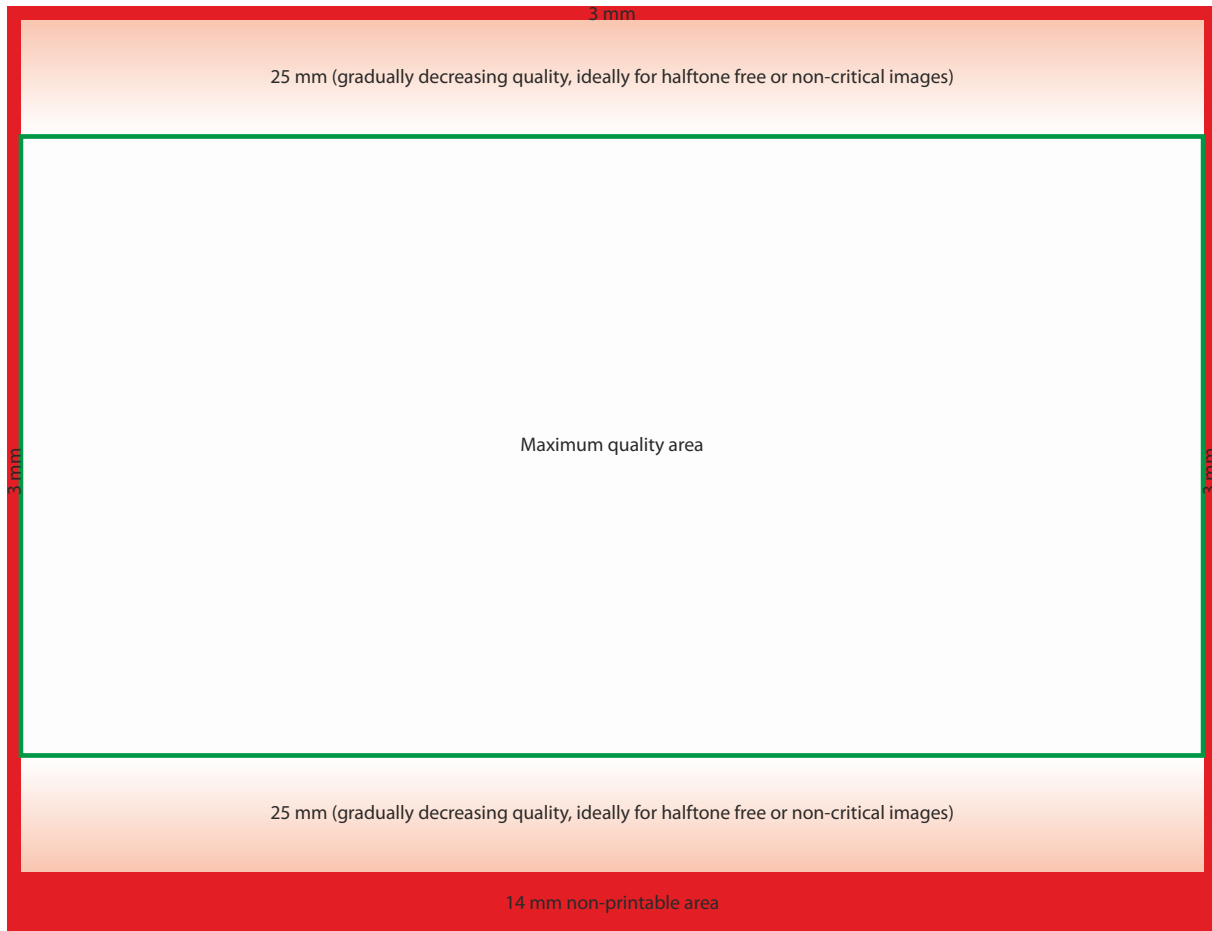 3 mm
25 mm (gradually decreasing quality, ideally for halftone free or non-critical images)
Maximum quality area
3 mm
3 mm
25 mm (gradually decreasing quality, ideally for halftone free or non-critical images)
14 mm non-printable area